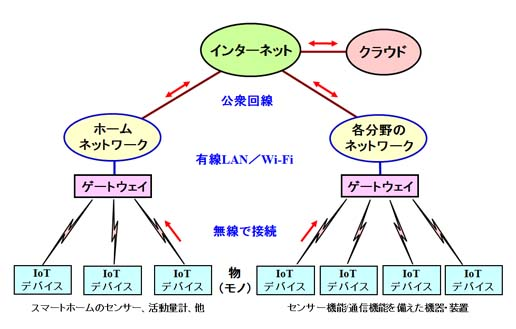 インターネット
クラウド
公衆回線
ホーム
ネットワーク
各分野の
ネットワーク
有線LAN／Wi-Fi
ゲートウェイ
ゲートウェイ
無線で接続
IoT
デバイス
IoT
デバイス
IoT
デバイス
物
（モノ）
IoT
デバイス
IoT
デバイス
IoT
デバイス
IoT
デバイス
スマートホームのセンサー、活動量計、他
センサー機能/通信機能を備えた機器・装置